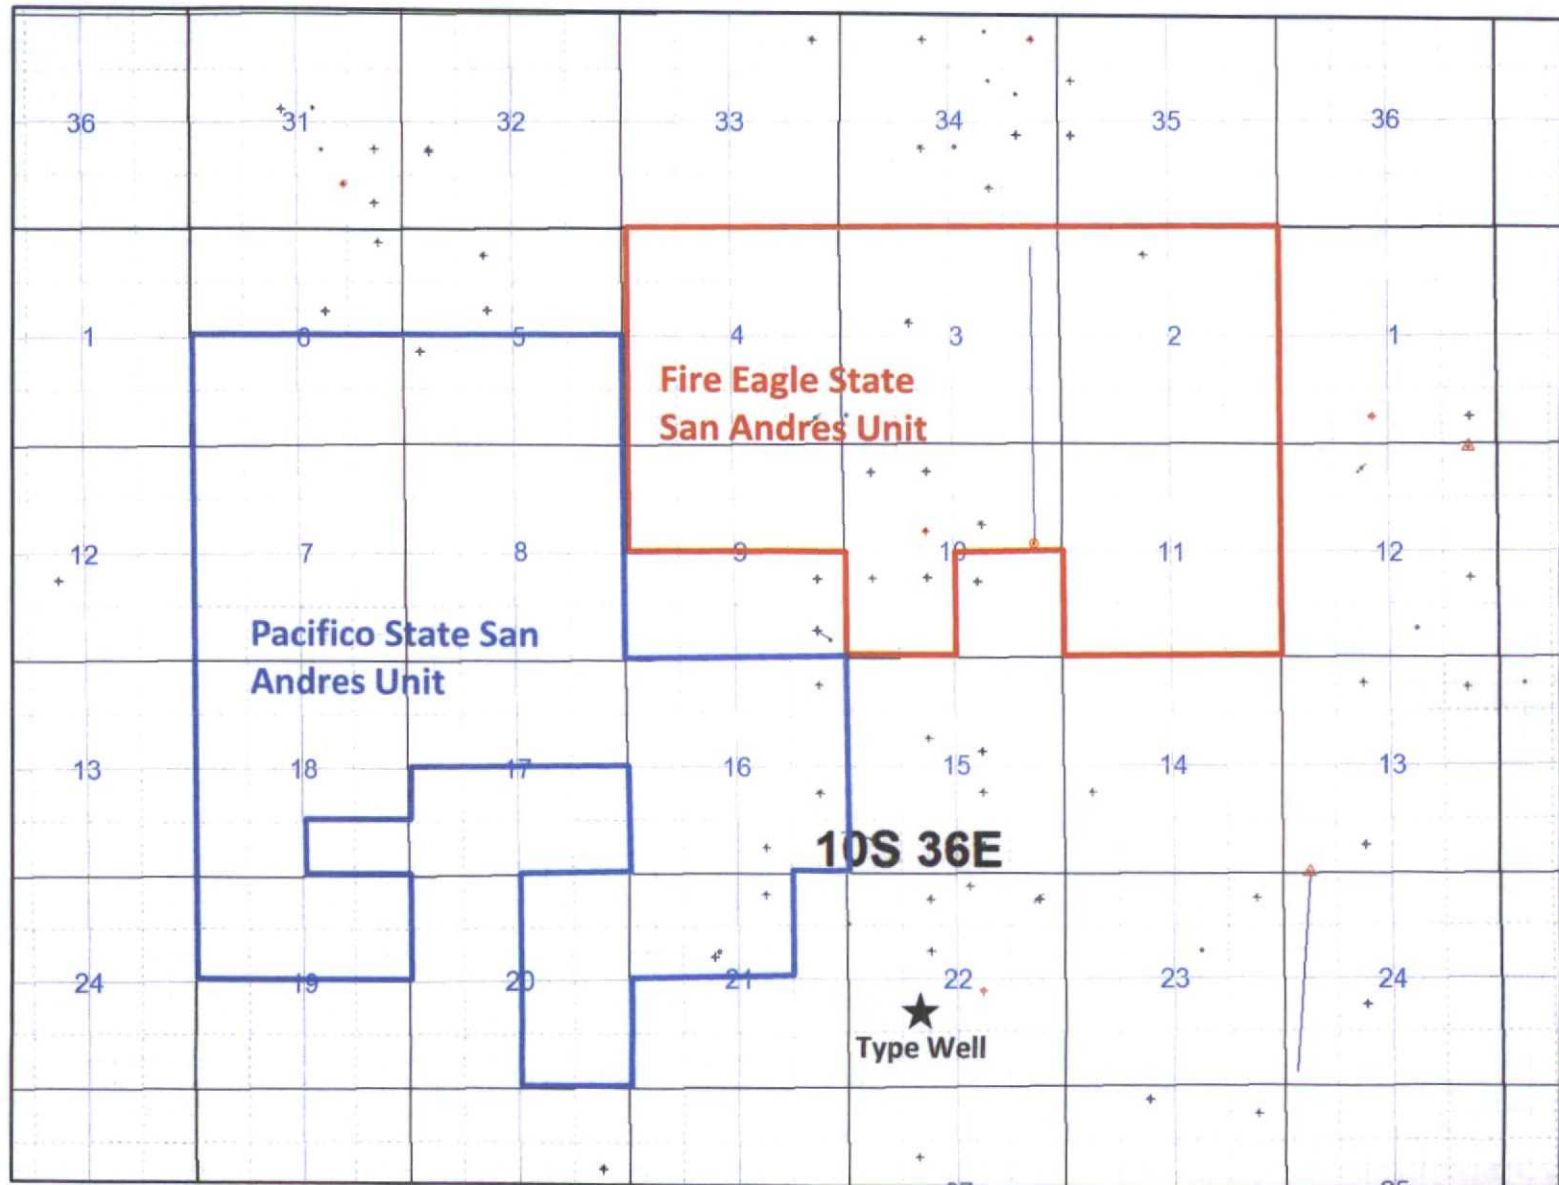 36 31 32 33 34 35 36
1 6 5 4 3 2 1
Fire Eagle State
San Andres Unit
12 7 8 9 10 11 12
Pacifico State San
Andres Unit
13 18 17 16 15 14 13
10S 36E
24 19 20 21 22 23 24
Type Well